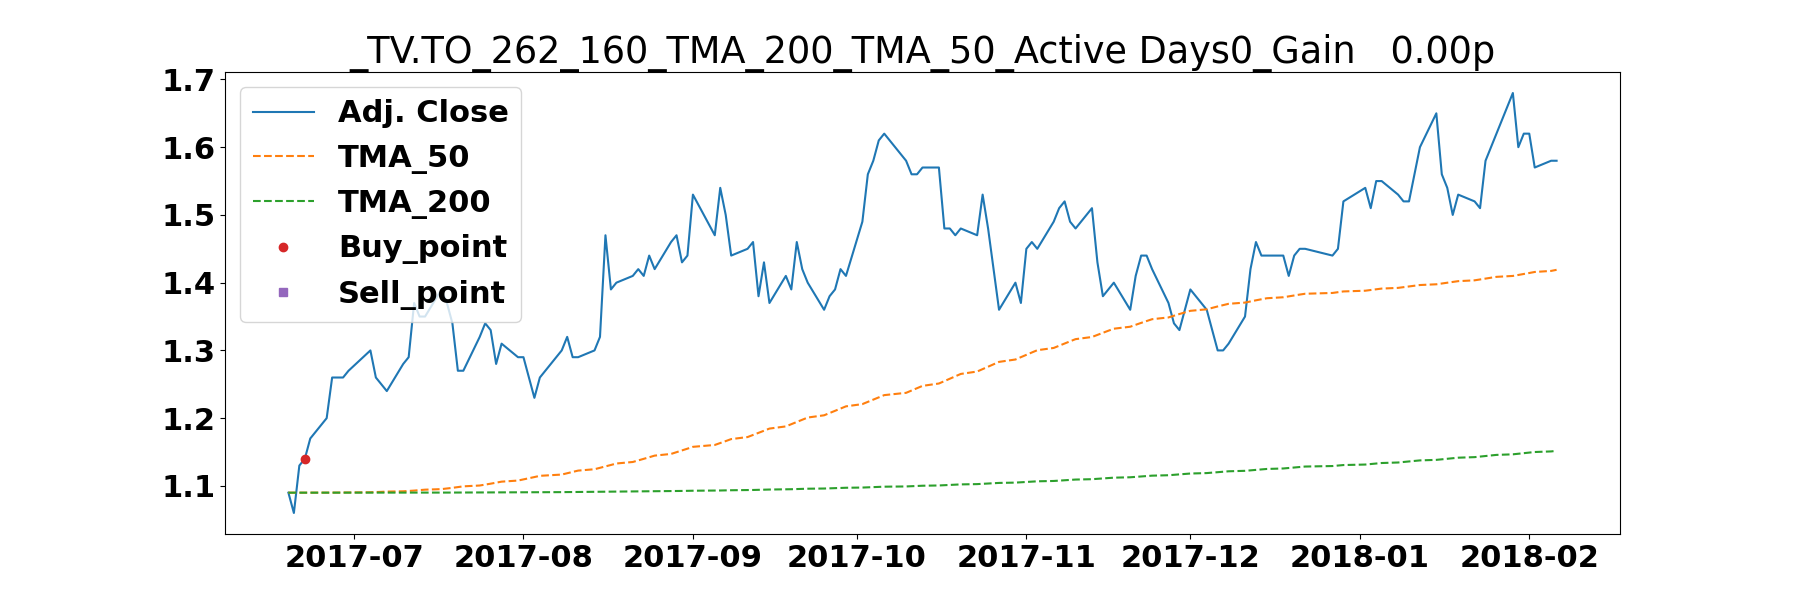 _TV.TO_262_160_TMA_200_TMA_50_Active Days0_Gain   0.00p
1.7
1.6
1.5
1.4
1.3
1.2
1.1
Adj. Close
TMA_50
TMA_200
Buy_point
Sell_point
2017-07 2017-08 2017-09 2017-10 2017-11 2017-12 2018-01 2018-02